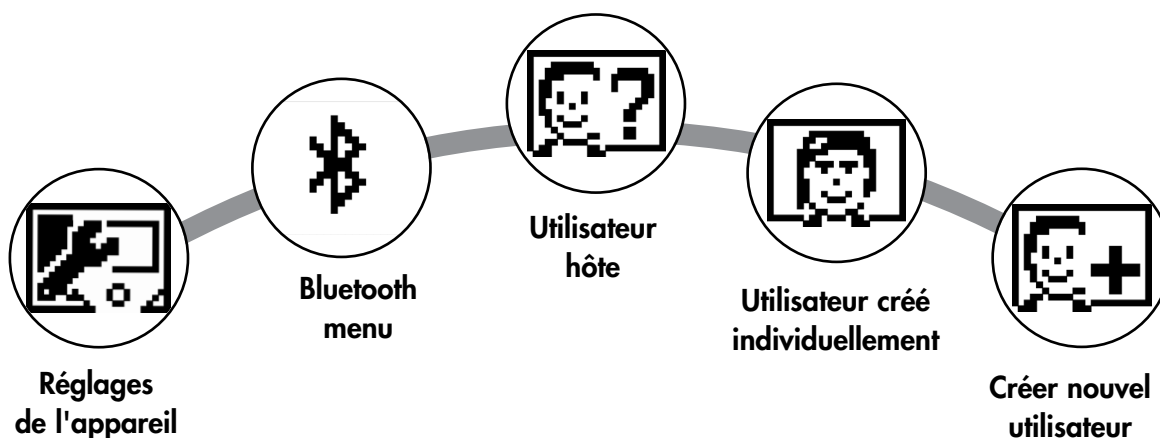 Réglages
de l'appareil
Bluetooth
menu
Utilisateur
hôte
Utilisateur créé
individuellement
Créer nouvel
utilisateur